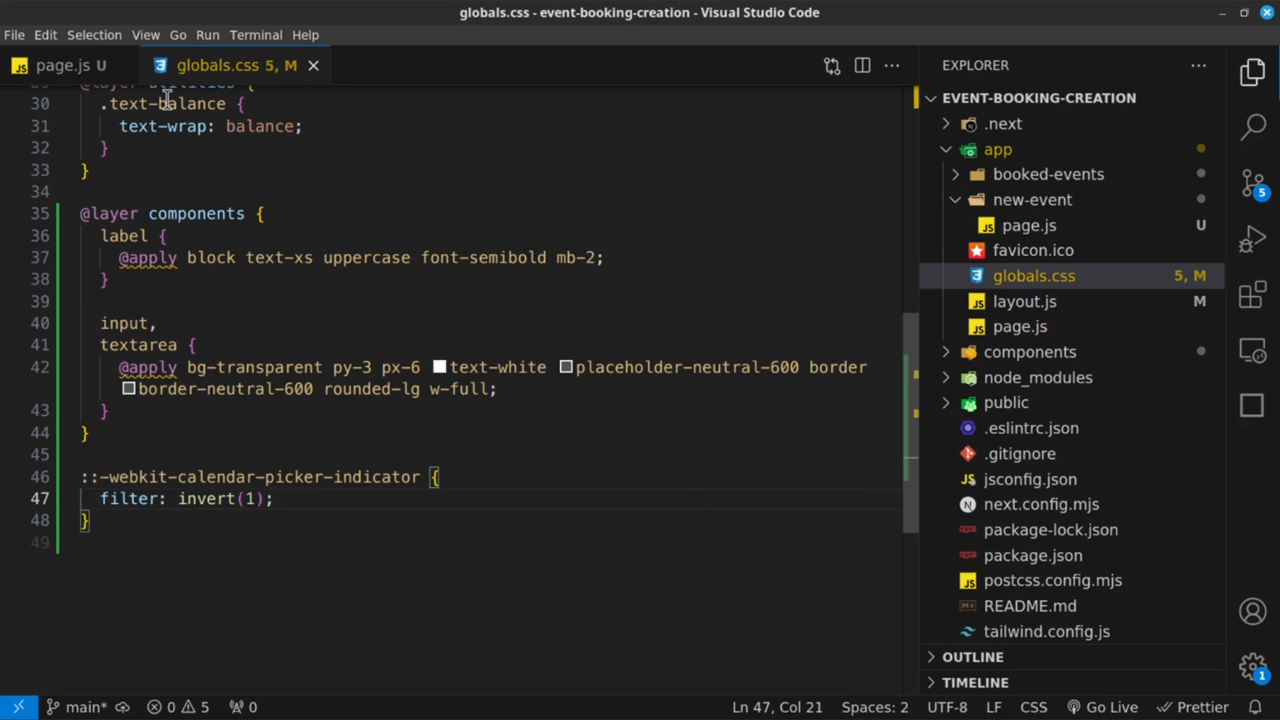 globals.css - event-booking-creation - Visual Studio Code
File Edit Selection View Go Run Terminal Help
page.js U
globals.css 5, M
29 @layer utilities {
30 .text-balance {
31 text-wrap: balance;
32 }
33 }
34
35 @layer components {
36 label {
37 @apply block text-xs uppercase font-semibold mb-2;
38 }
39
40 input,
41 textarea {
42 @apply bg-transparent py-3 px-6 text-white placeholder-neutral-600 border
border-neutral-600 rounded-lg w-full;
43 }
44 }
45
46 ::-webkit-calendar-picker-indicator {
47 filter: invert(1);
48 }
49
EXPLORER
EVENT-BOOKING-CREATION
.next
app
booked-events
new-event
page.js U
favicon.ico
globals.css 5, M
layout.js M
page.js
components
node_modules
public
.eslintrc.json
.gitignore
jsconfig.json
next.config.mjs
package-lock.json
package.json
postcss.config.mjs
README.md
tailwind.config.js
OUTLINE
TIMELINE
5
1
main* 0 5 0 Ln 47, Col 21 Spaces: 2 UTF-8 LF CSS Go Live Prettier